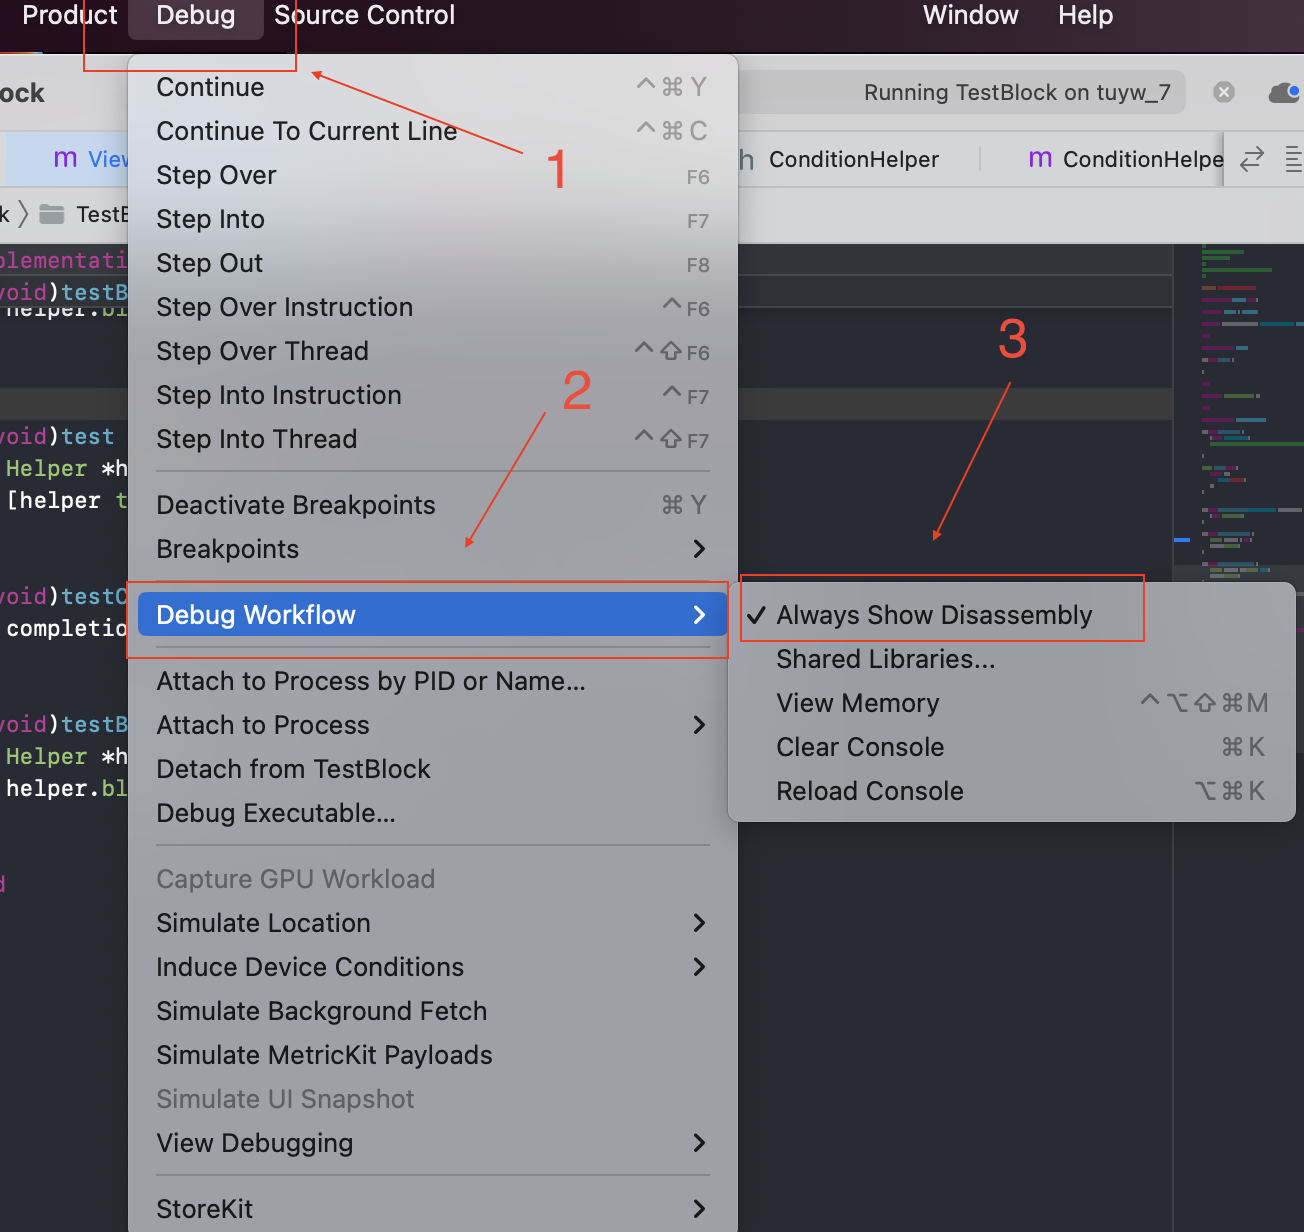 Product Debug Source Control Window Help
ock Running TestBlock on tuyw_7
m View h ConditionHelper m ConditionHelpe
k TestB
Continue ^⌘Y
Continue To Current Line ^⌘C
1
Step Over F6
Step Into F7
Step Out F8
Step Over Instruction ^F6
Step Over Thread ^⇧F6
3
Step Into Instruction ^F7
2
Step Into Thread ^⇧F7
Deactivate Breakpoints ⌘Y
Breakpoints
Debug Workflow
✓ Always Show Disassembly
Shared Libraries...
View Memory ^⌥⇧⌘M
Clear Console ⌘K
Reload Console ⌥⌘K
Attach to Process by PID or Name...
Attach to Process
Detach from TestBlock
Debug Executable...
Capture GPU Workload
Simulate Location
Induce Device Conditions
Simulate Background Fetch
Simulate MetricKit Payloads
Simulate UI Snapshot
View Debugging
StoreKit
plementati
void)testB
helper.bl
void)test
Helper *h
[helper t
void)testC
completio
void)testB
Helper *h
helper.bl
d